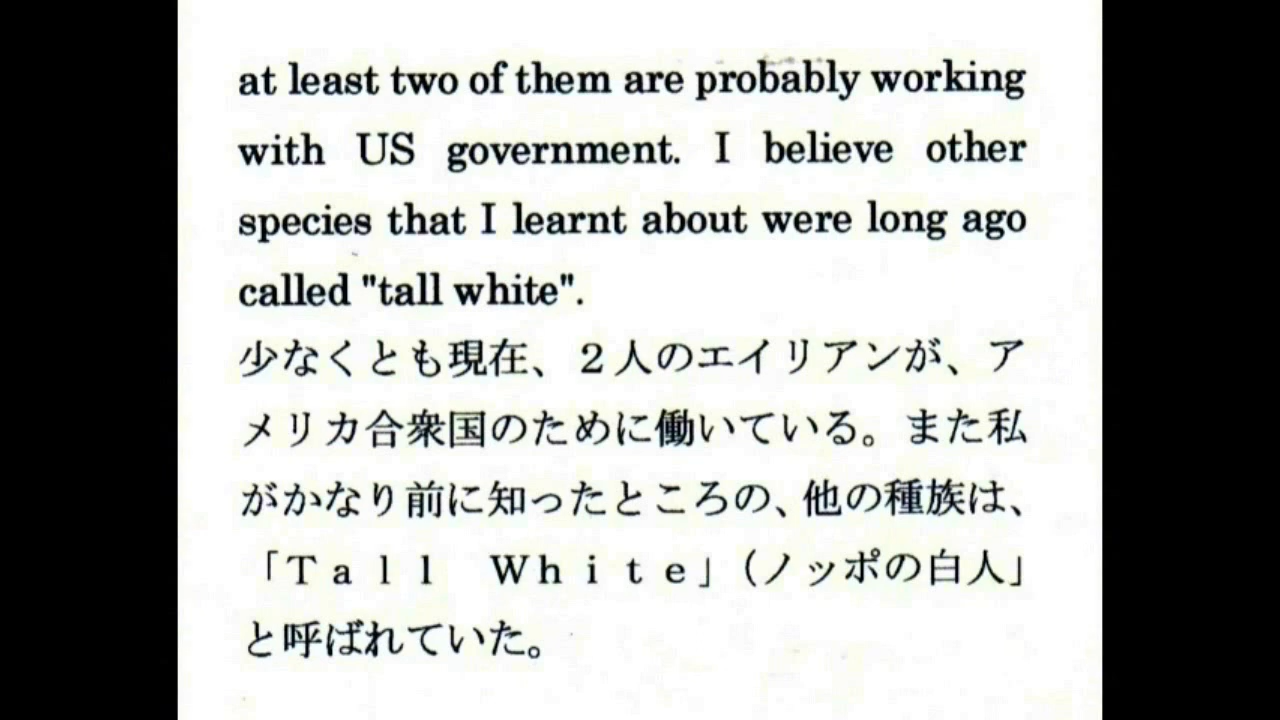 at least two of them are probably working
with US government. I believe other
species that I learnt about were long ago
called "tall white".
少なくとも現在、２人のエイリアンが、ア
メリカ合衆国のために働いている。また私
がかなり前に知ったところの、他の種族は、
「Ｔａｌｌ　Ｗｈｉｔｅ」（ノッポの白人」
と呼ばれていた。